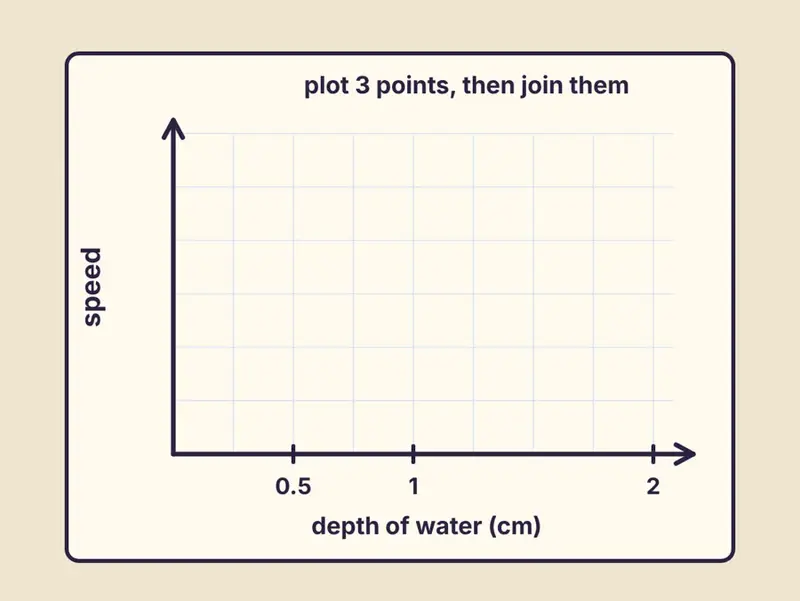 plot 3 points, then join them
speed
0.5 1 2
depth of water (cm)